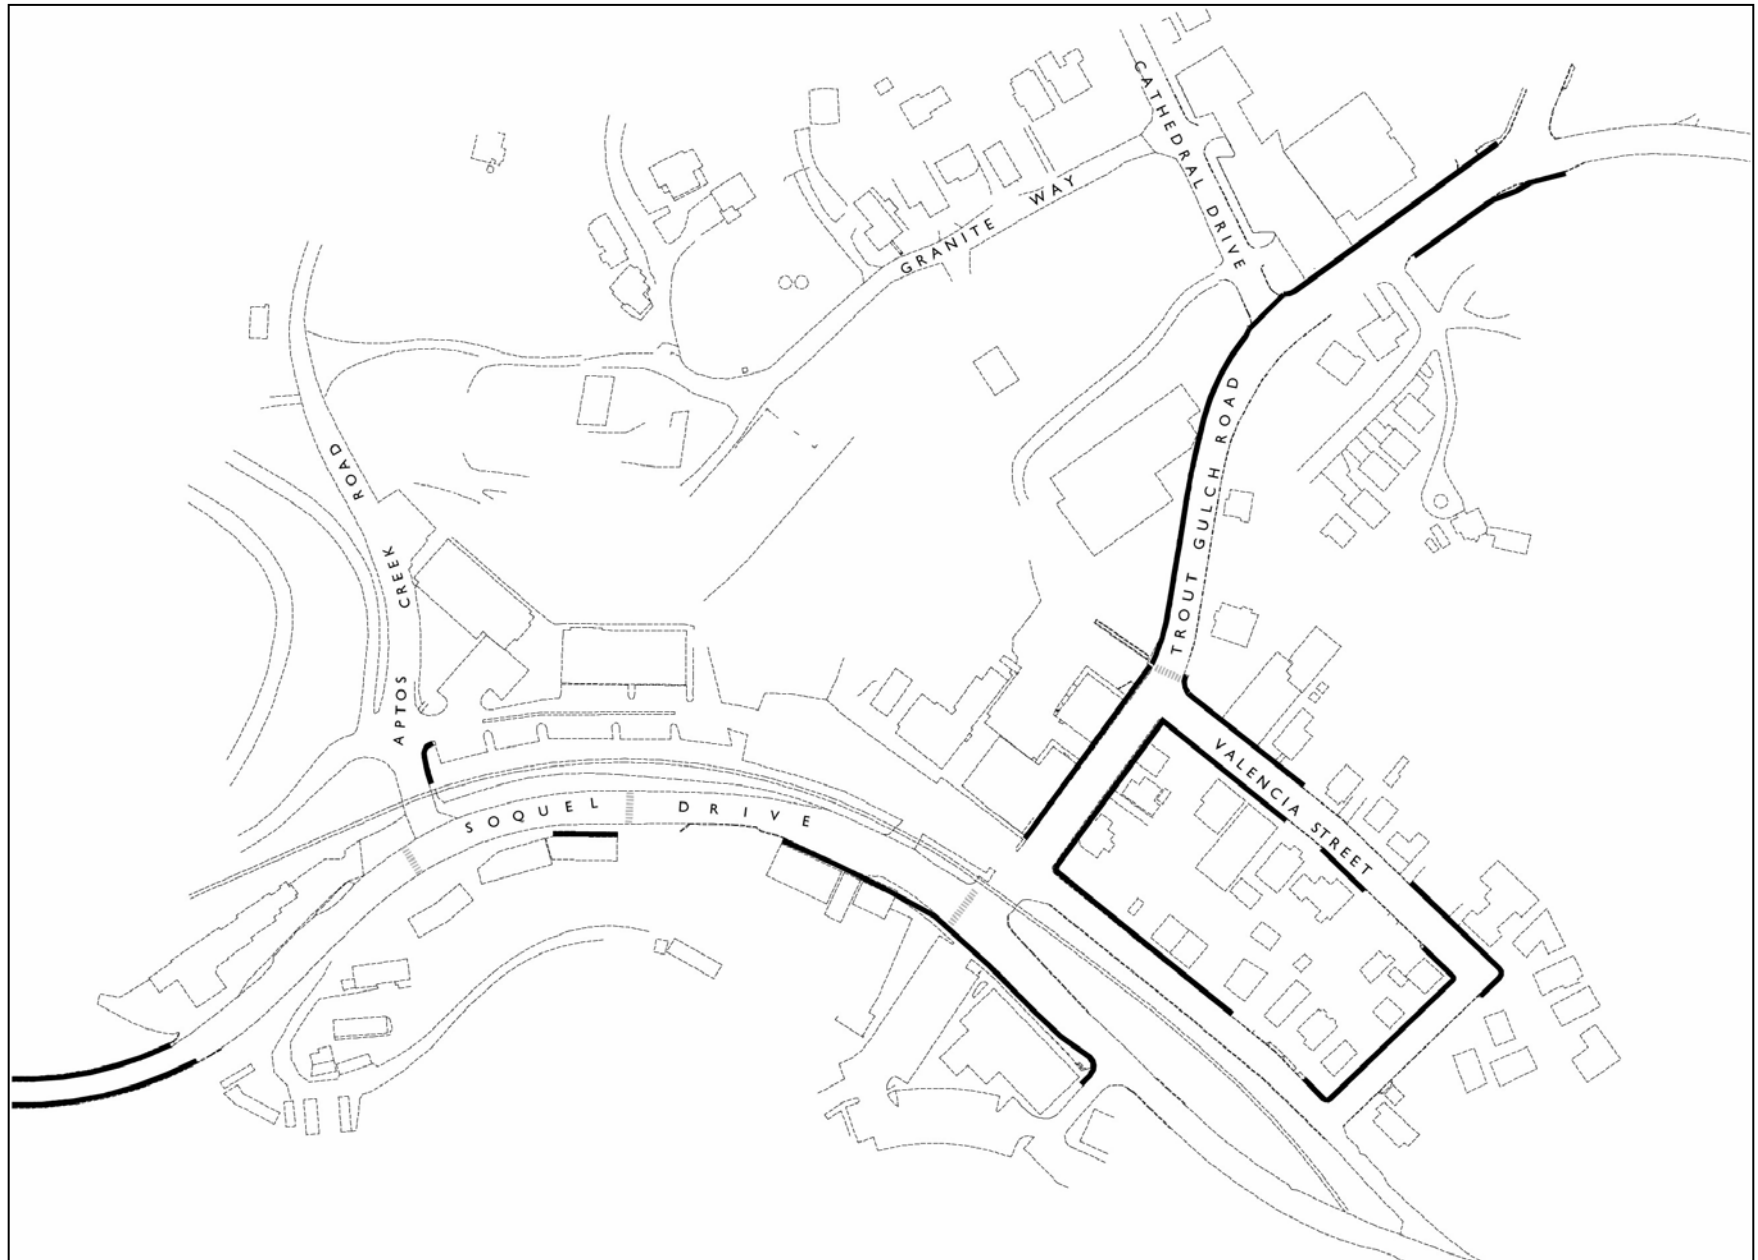 CATHEDRAL DRIVE
GRANITE WAY
TROUT GULCH ROAD
APTOS CREEK ROAD
VALENCIA STREET
SOQUEL DRIVE